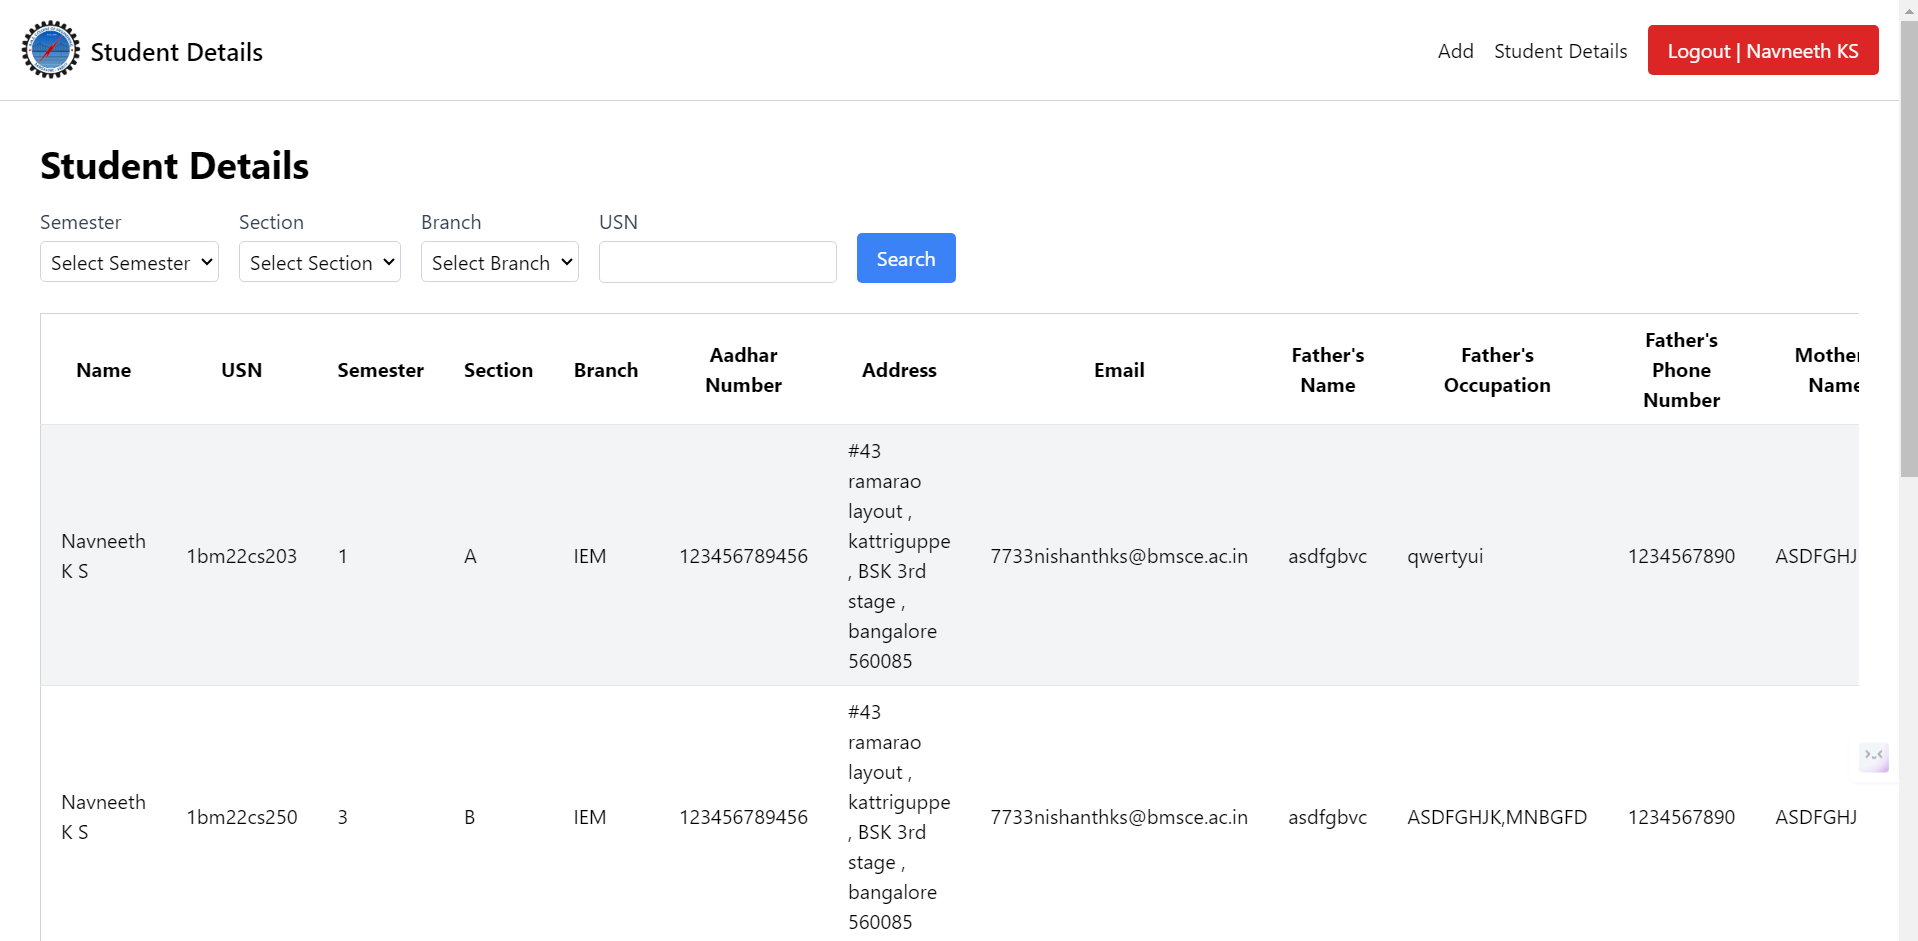 Student Details
Add Student Details Logout | Navneeth KS
Student Details
Semester Section Branch USN
Select Semester Select Section Select Branch Search
Name USN Semester Section Branch Aadhar Number Address Email Father's Name Father's Occupation Father's Phone Number Mother Name
Navneeth K S 1bm22cs203 1 A IEM 123456789456 #43 ramarao layout , kattriguppe , BSK 3rd stage , bangalore 560085 7733nishanthks@bmsce.ac.in asdfgbvc qwertyui 1234567890 ASDFGHJ
Navneeth K S 1bm22cs250 3 B IEM 123456789456 #43 ramarao layout , kattriguppe , BSK 3rd stage , bangalore 560085 7733nishanthks@bmsce.ac.in asdfgbvc ASDFGHJK,MNBGFD 1234567890 ASDFGHJ